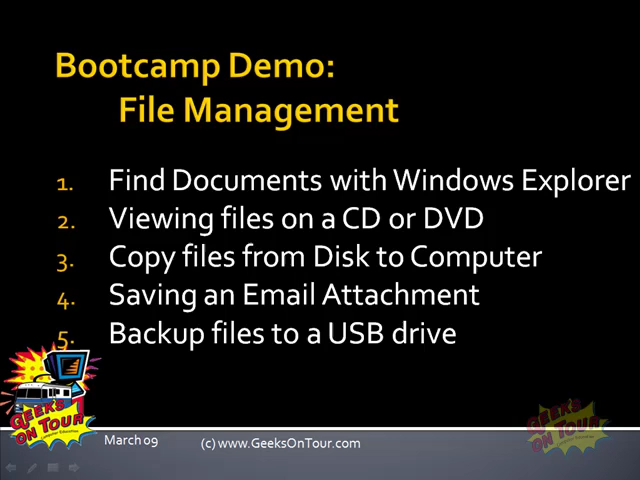 Bootcamp Demo:
File Management
1. Find Documents with Windows Explorer
2. Viewing files on a CD or DVD
3. Copy files from Disk to Computer
4. Saving an Email Attachment
5. Backup files to a USB drive
GEEKS
ON TOUR
Computer Education
GEEKS
ON TOUR
March 09
(c) www.GeeksOnTour.com